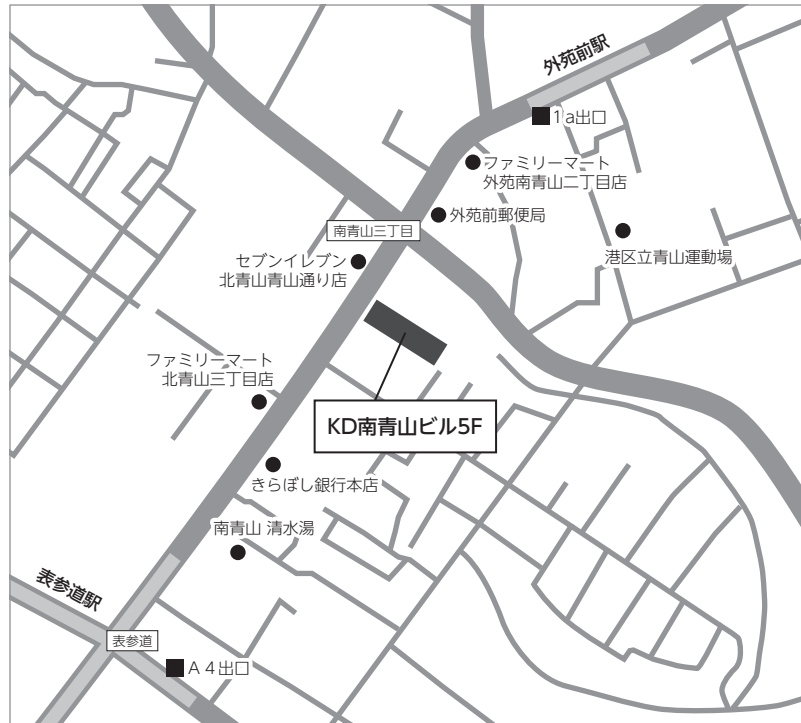 外苑前駅
1a出口
ファミリーマート
外苑南青山二丁目店
外苑前郵便局
南青山三丁目
港区立青山運動場
セブンイレブン
北青山青山通り店
ファミリーマート
北青山三丁目店
KD南青山ビル5F
きらぼし銀行本店
南青山 清水湯
表参道駅
表参道
A 4 出口